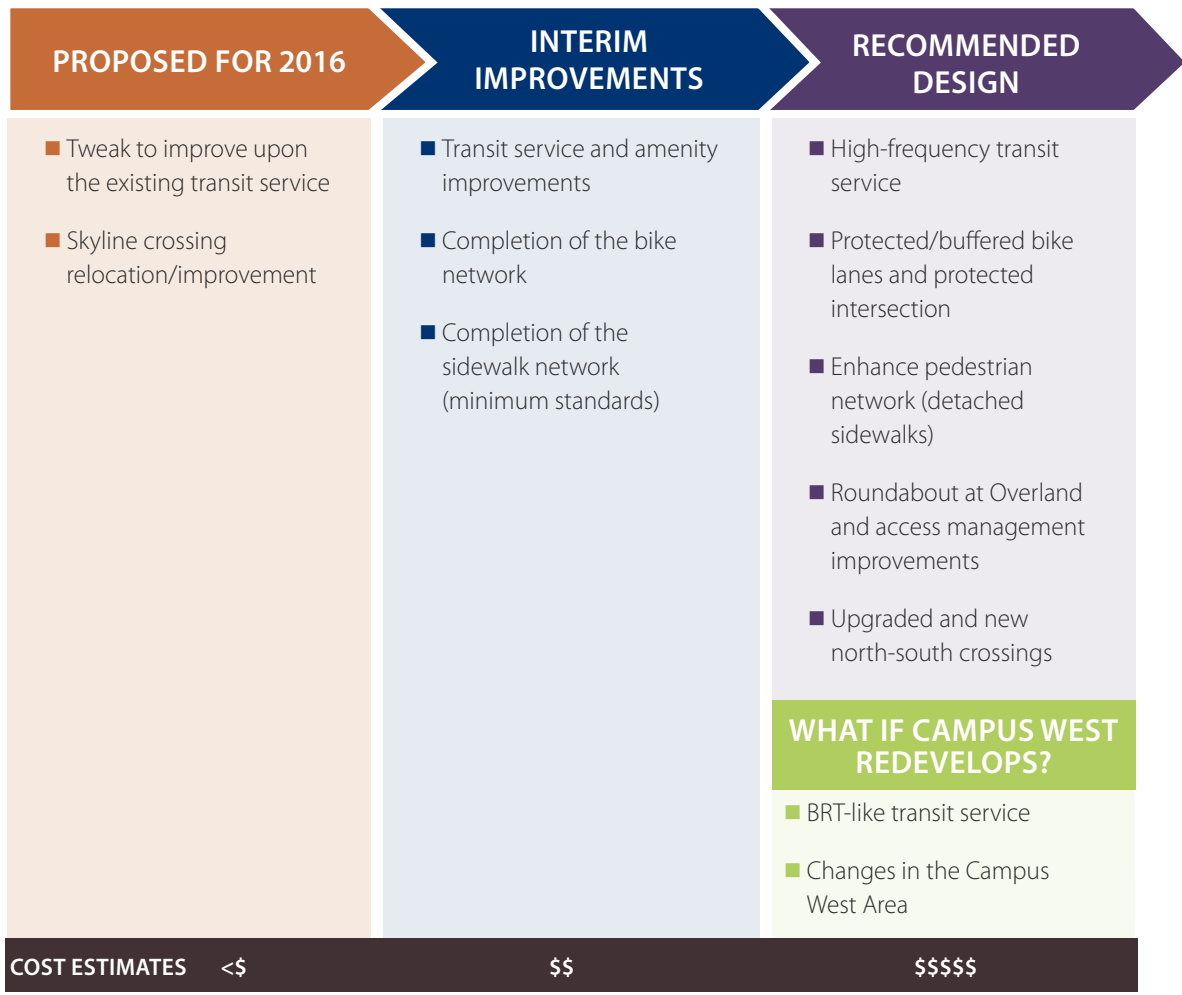 PROPOSED FOR 2016
INTERIM
IMPROVEMENTS
RECOMMENDED
DESIGN
Tweak to improve upon
the existing transit service
Skyline crossing
relocation/improvement
Transit service and amenity
improvements
Completion of the bike
network
Completion of the
sidewalk network
(minimum standards)
High-frequency transit
service
Protected/buffered bike
lanes and protected
intersection
Enhance pedestrian
network (detached
sidewalks)
Roundabout at Overland
and access management
improvements
Upgraded and new
north-south crossings
WHAT IF CAMPUS WEST
REDEVELOPS?
BRT-like transit service
Changes in the Campus
West Area
COST ESTIMATES <$ $$ $$$$$